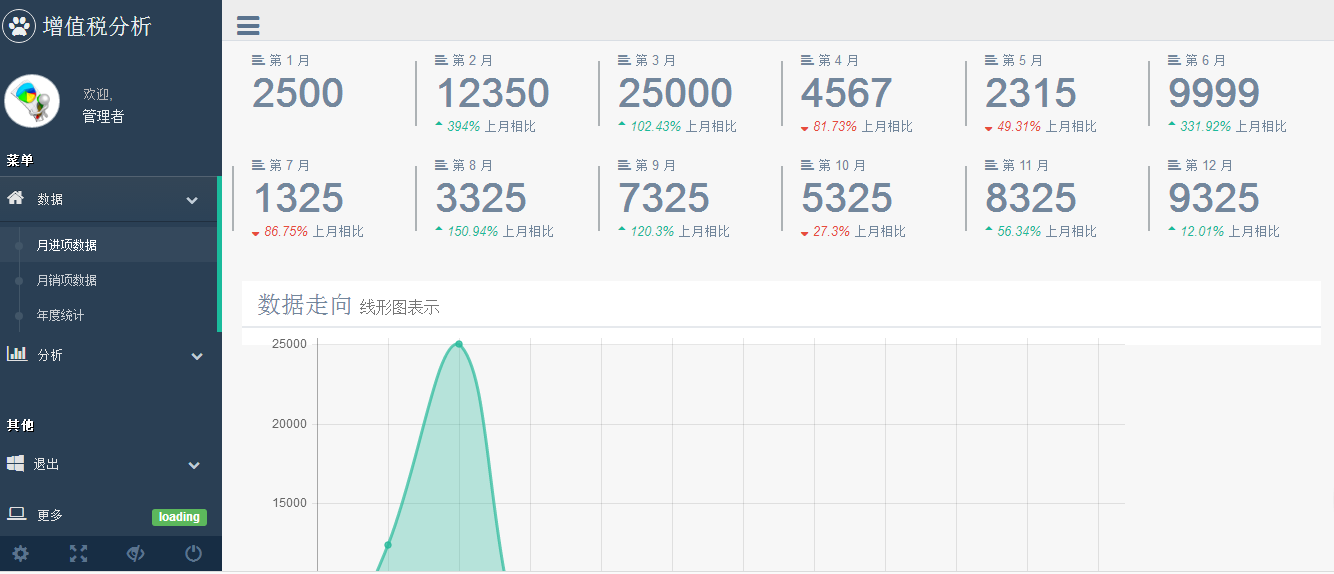 增值税分析
欢迎,
管理者
菜单
数据
月进项数据
月销项数据
年度统计
分析
其他
退出
更多
loading
第 1 月
2500
第 2 月
12350
394% 上月相比
第 3 月
25000
102.43% 上月相比
第 4 月
4567
81.73% 上月相比
第 5 月
2315
49.31% 上月相比
第 6 月
9999
331.92% 上月相比
第 7 月
1325
86.75% 上月相比
第 8 月
3325
150.94% 上月相比
第 9 月
7325
120.3% 上月相比
第 10 月
5325
27.3% 上月相比
第 11 月
8325
56.34% 上月相比
第 12 月
9325
12.01% 上月相比
数据走向 线形图表示
25000
20000
15000